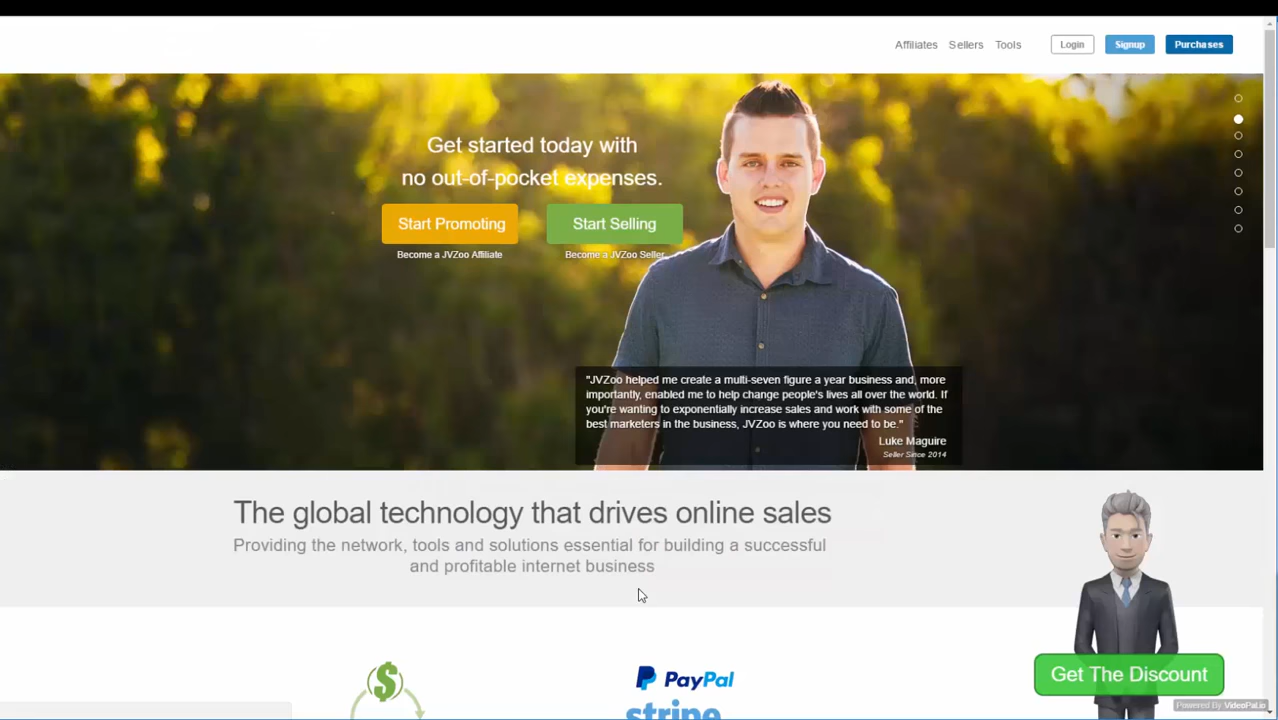 Affiliates Sellers Tools Login Signup Purchases
Get started today with
no out-of-pocket expenses.
Start Promoting Start Selling
Become a JVZoo Affiliate Become a JVZoo Seller
"JVZoo helped me create a multi-seven figure a year business and, more
importantly, enabled me to help change people's lives all over the world. If
you're wanting to exponentially increase sales and work with some of the
best marketers in the business, JVZoo is where you need to be."
Luke Maguire
Seller Since 2014
The global technology that drives online sales
Providing the network, tools and solutions essential for building a successful
and profitable internet business
$
PayPal
stripe
Get The Discount
Powered By VideoPal.io